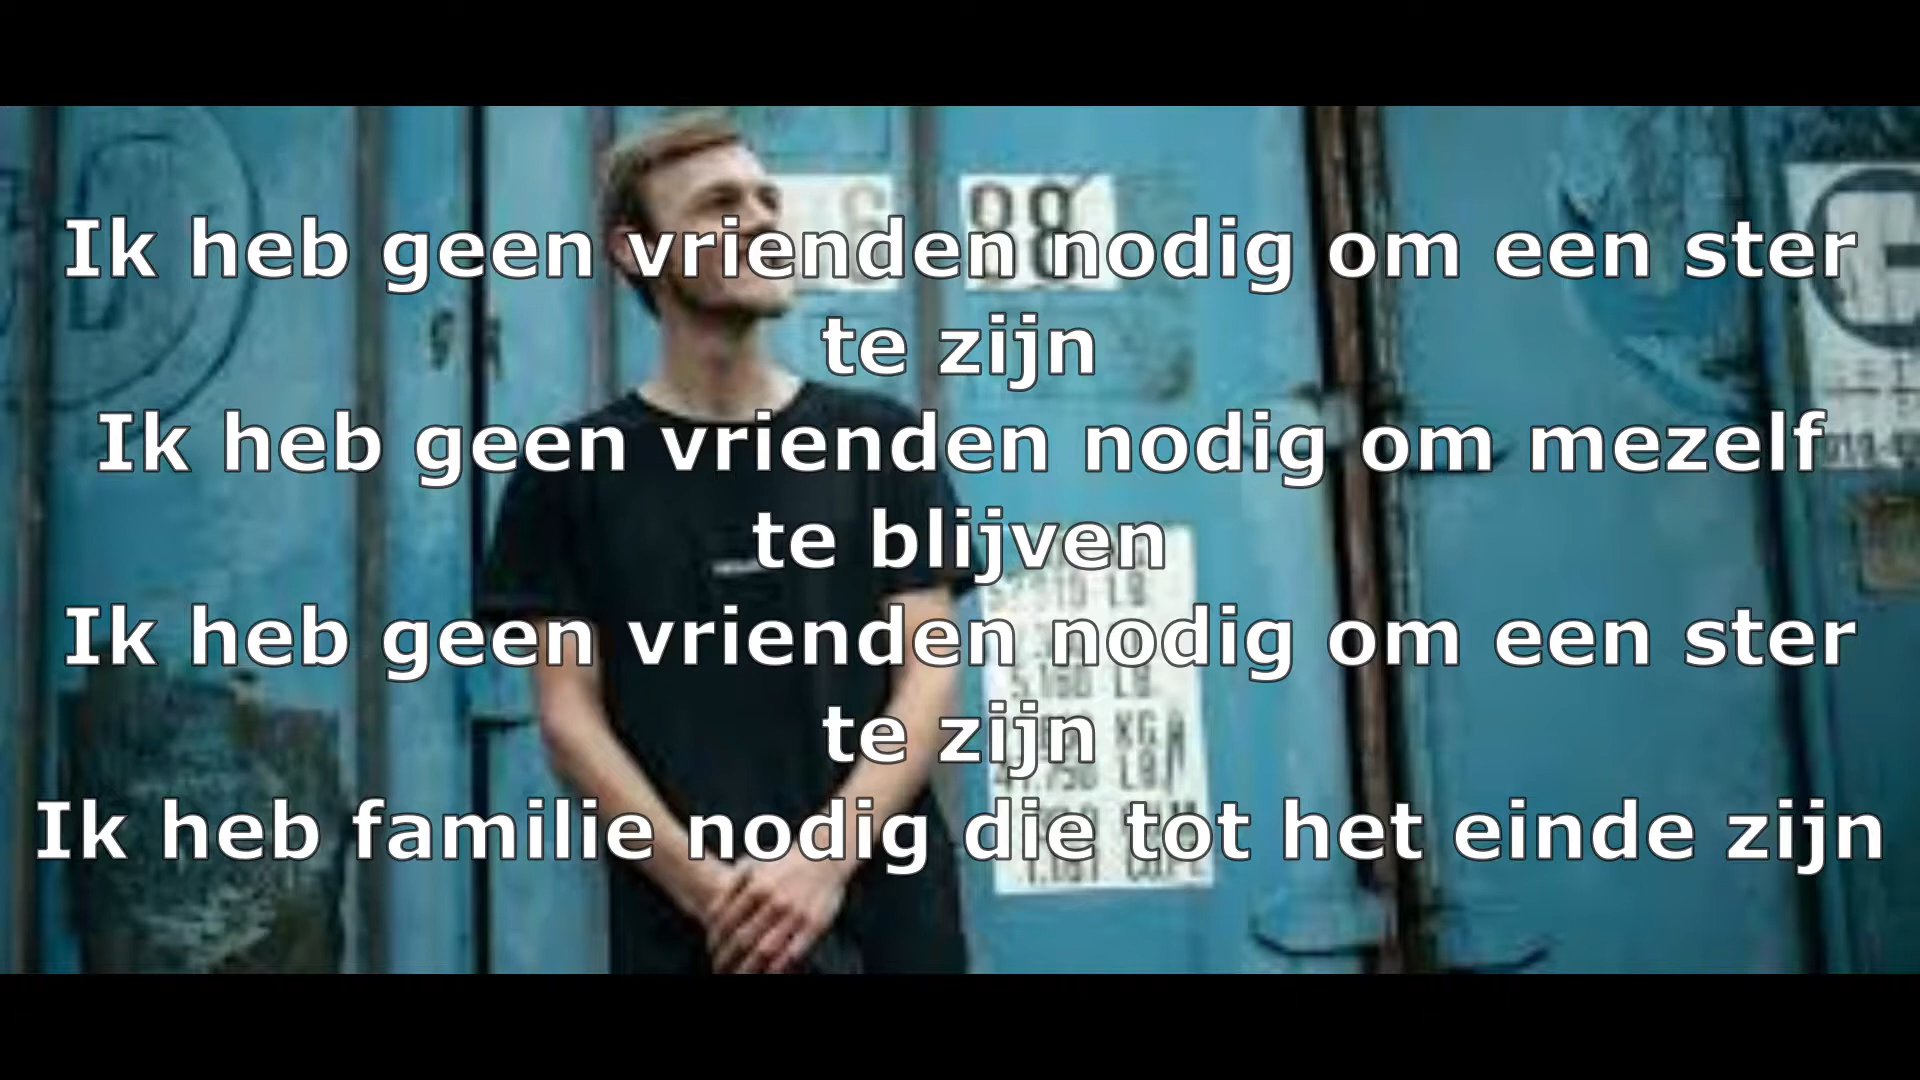 Ik heb geen vrienden nodig om een ster
te zijn
Ik heb geen vrienden nodig om mezelf
te blijven
Ik heb geen vrienden nodig om een ster
te zijn
Ik heb familie nodig die tot het einde zijn